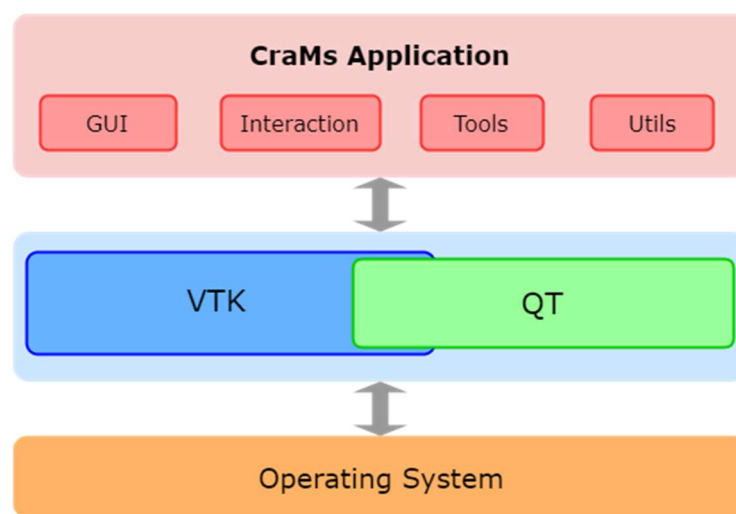 CraMs Application
GUI Interaction Tools Utils
VTK QT
Operating System